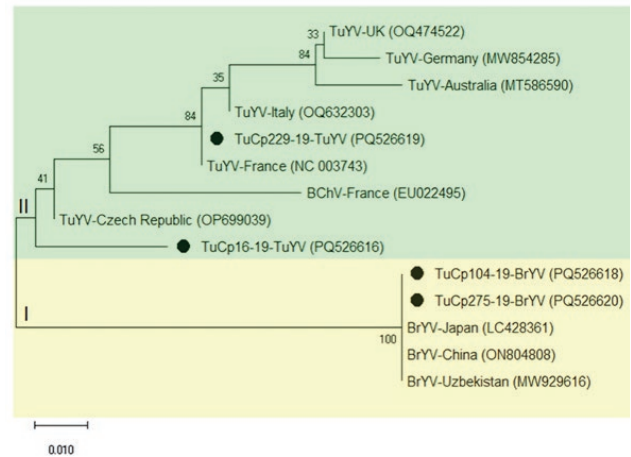 33
TuYV-UK (OQ474522)
84
TuYV-Germany (MW854285)
35
TuYV-Australia (MT586590)
84
TuYV-Italy (OQ632303)
TuCp229-19-TuYV (PQ526619)
56
TuYV-France (NC 003743)
41
BChV-France (EU022495)
II
TuYV-Czech Republic (OP699039)
TuCp16-19-TuYV (PQ526616)
TuCp104-19-BrYV (PQ526618)
TuCp275-19-BrYV (PQ526620)
I
BrYV-Japan (LC428361)
100
BrYV-China (ON804808)
BrYV-Uzbekistan (MW929616)
0.010